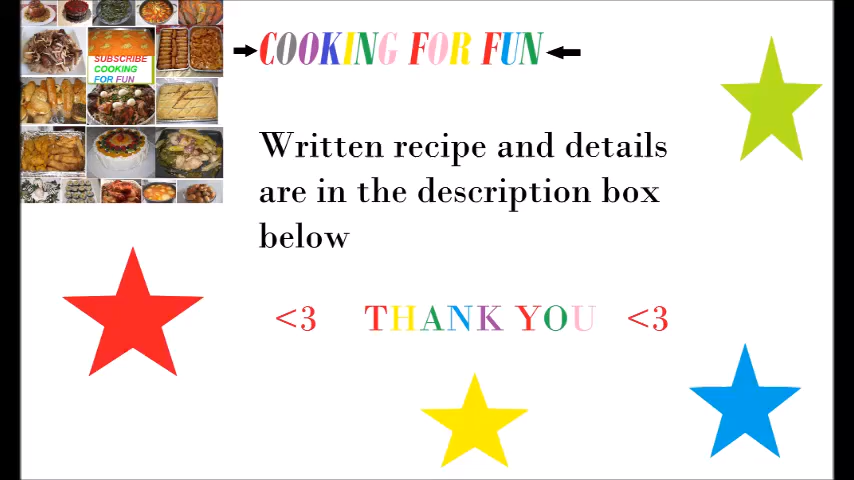 COOKING FOR FUN
SUBSCRIBE
COOKING
FOR FUN
Written recipe and details
are in the description box
below
<3 THANK YOU <3